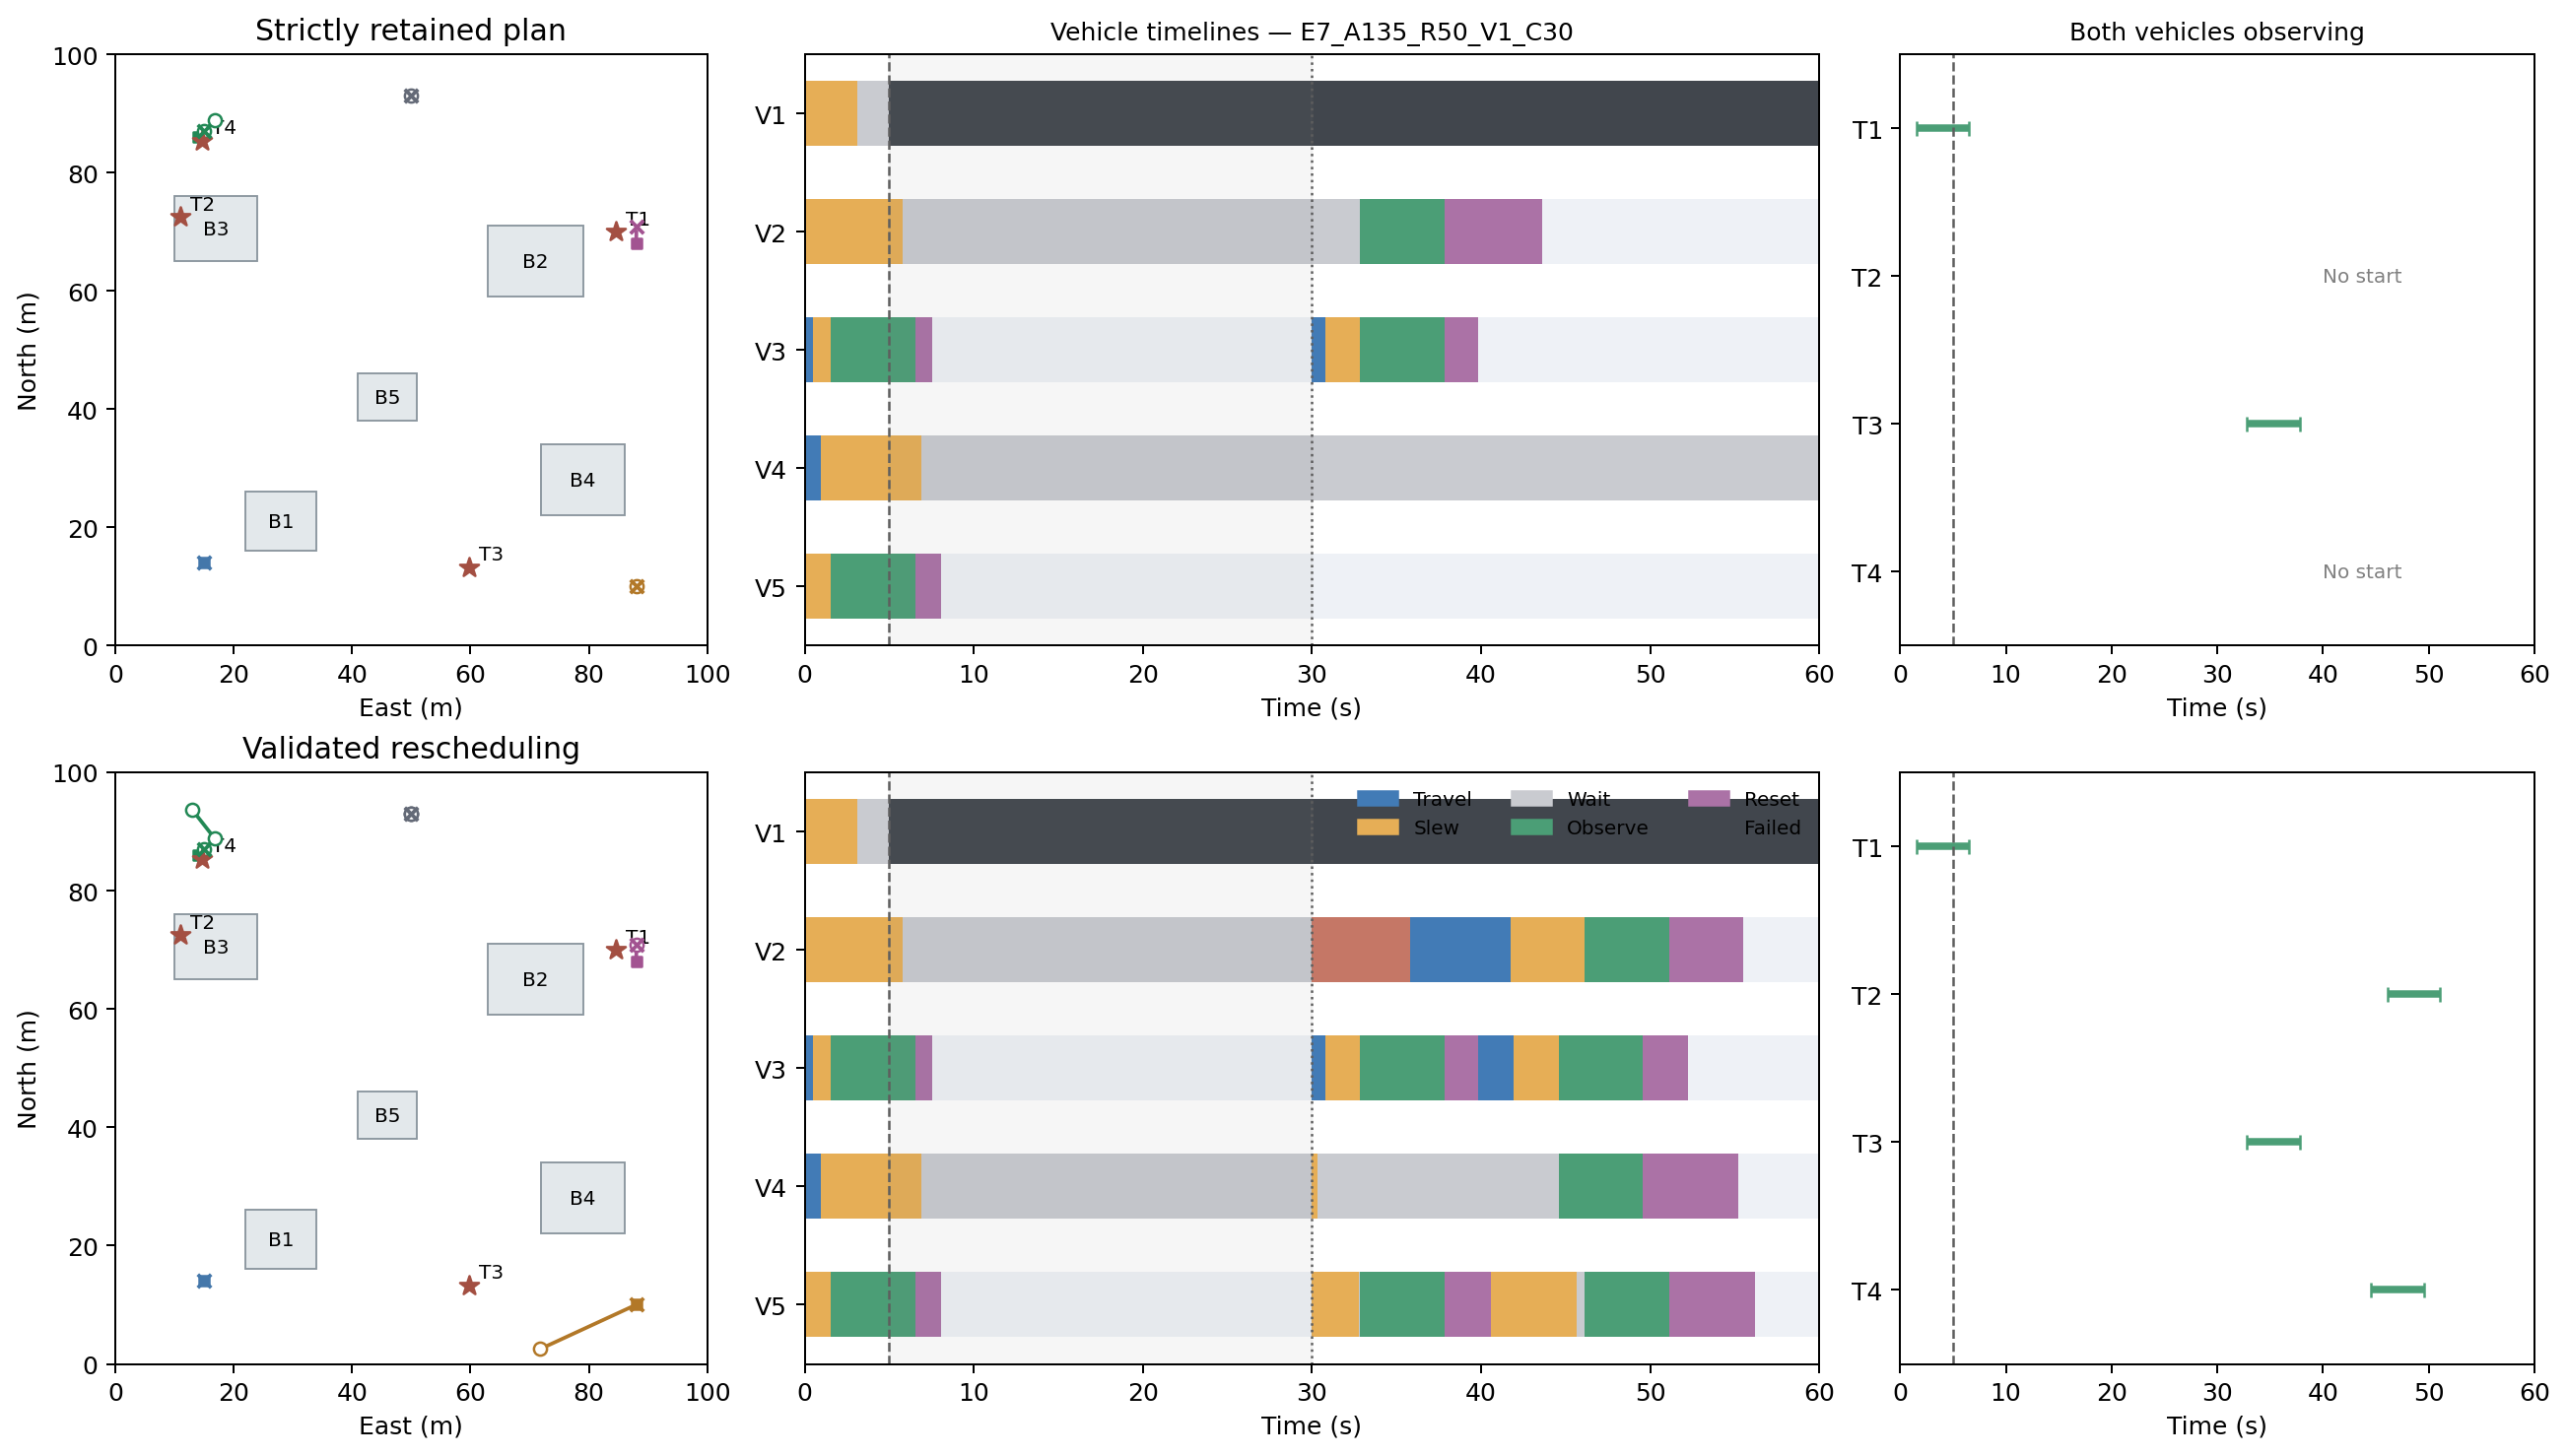 Strictly retained plan
Vehicle timelines — E7_A135_R50_V1_C30
Both vehicles observing
100
80
60
40
20
0
North (m)
T4
T2
B3
T1
B2
B5
B4
B1
T3
0 20 40 60 80 100
East (m)
V1
V2
V3
V4
V5
0 10 20 30 40 50 60
Time (s)
T1
T2
T3
T4
No start
No start
0 10 20 30 40 50 60
Time (s)
Validated rescheduling
100
80
60
40
20
0
North (m)
T4
T2
B3
T1
B2
B5
B4
B1
T3
0 20 40 60 80 100
East (m)
Travel Wait Reset
Slew Observe Failed
V1
V2
V3
V4
V5
0 10 20 30 40 50 60
Time (s)
T1
T2
T3
T4
0 10 20 30 40 50 60
Time (s)